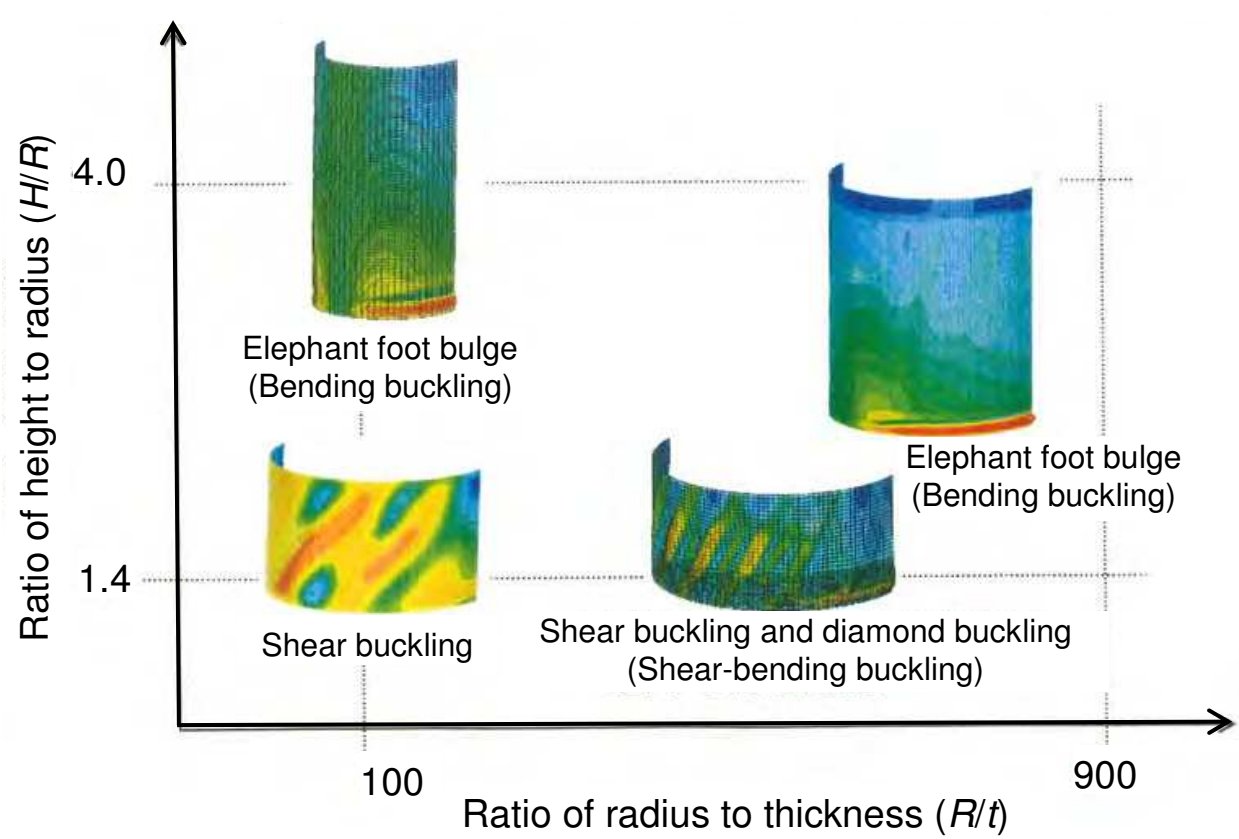 Ratio of height to radius (H/R)
4.0
Elephant foot bulge
(Bending buckling)
Elephant foot bulge
(Bending buckling)
1.4
Shear buckling
Shear buckling and diamond buckling
(Shear-bending buckling)
100
900
Ratio of radius to thickness (R/t)